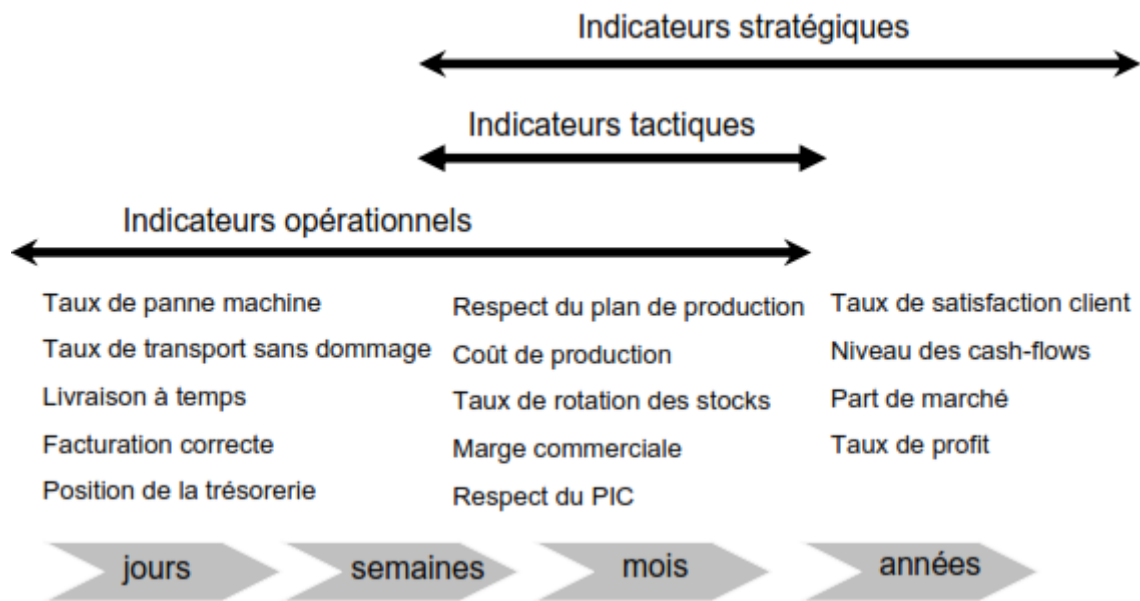 Indicateurs stratégiques
Indicateurs tactiques
Indicateurs opérationnels
Taux de panne machine
Taux de transport sans dommage
Livraison à temps
Facturation correcte
Position de la trésorerie
Respect du plan de production
Coût de production
Taux de rotation des stocks
Marge commerciale
Respect du PIC
Taux de satisfaction client
Niveau des cash-flows
Part de marché
Taux de profit
jours
semaines
mois
années